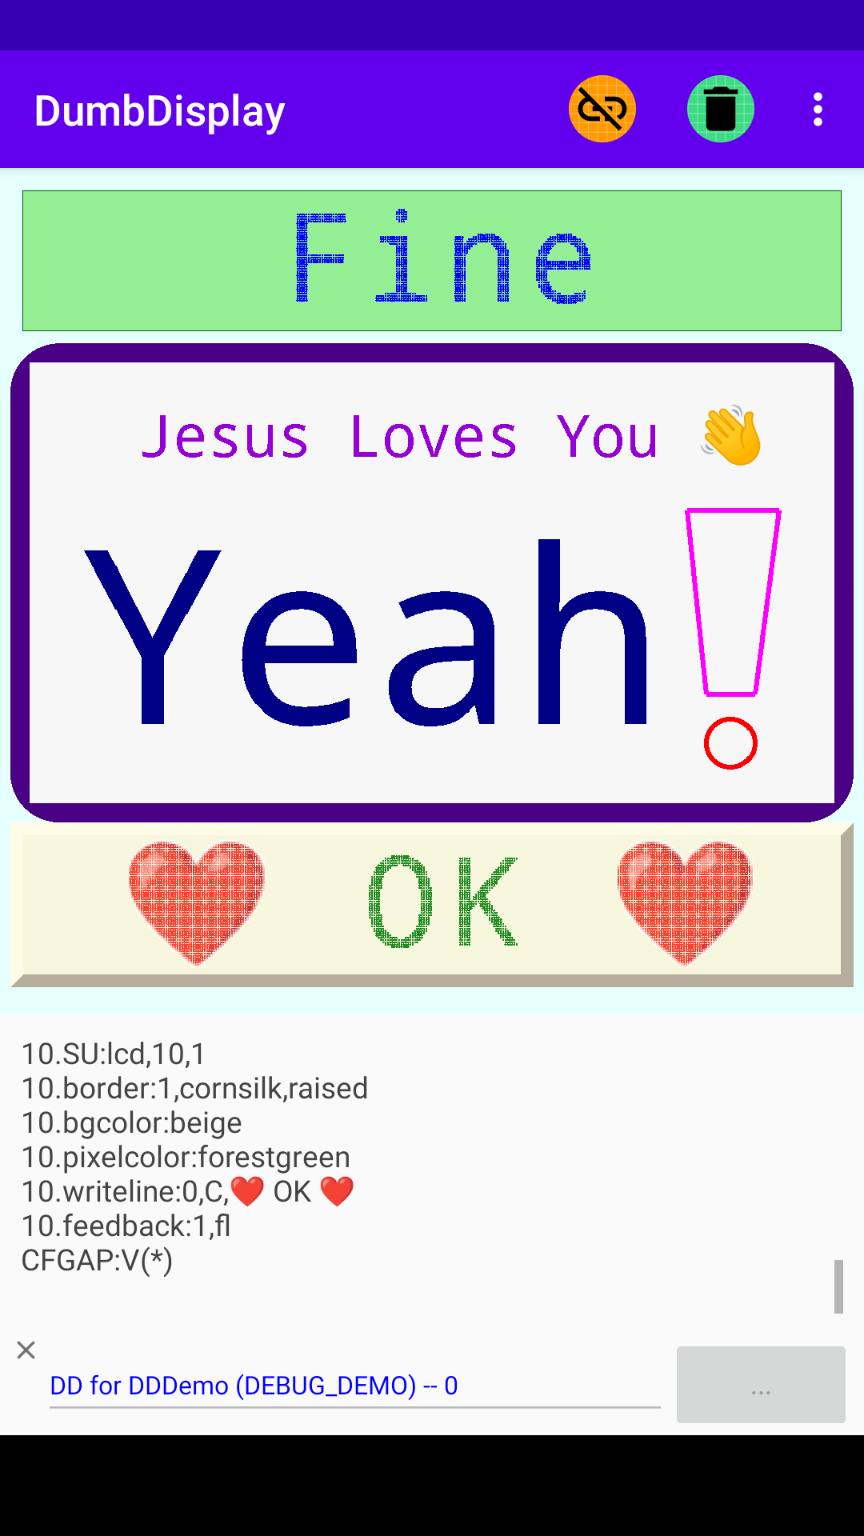 DumbDisplay
Fine
Jesus Loves You 👋
Yeah!
❤️ OK ❤️
10.SU:lcd,10,1
10.border:1,cornsilk,raised
10.bgcolor:beige
10.pixelcolor:forestgreen
10.writeline:0,C,❤️ OK ❤️
10.feedback:1,fl
CFGAP:V(*)
DD for DDDemo (DEBUG_DEMO) -- 0
...